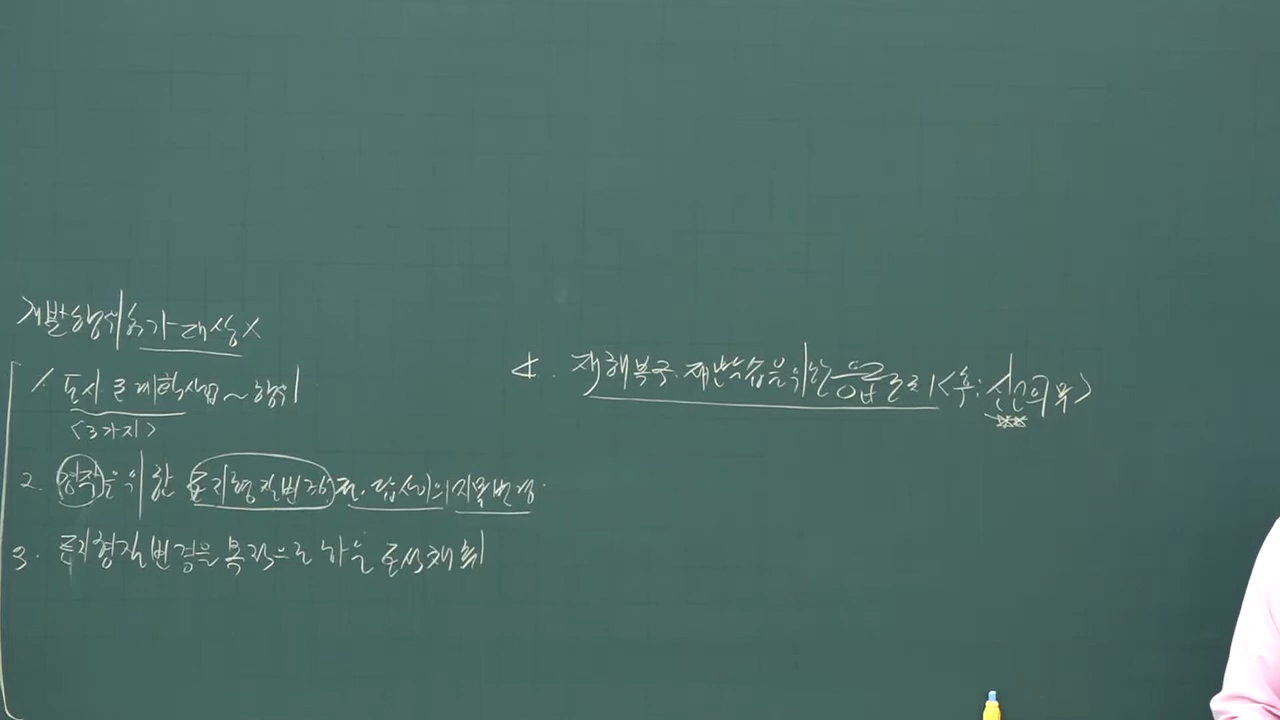 개발행위허가대상X
1. 도시·군계획사업~행위
<3가지>
2. 경작을위한 토지형질변경 전.답사이의 지목변경.
3. 토지형질변경을 목적으로 하는 토석채취
4. 재해복구.재난수습을위한응급조치<후:신고의무>